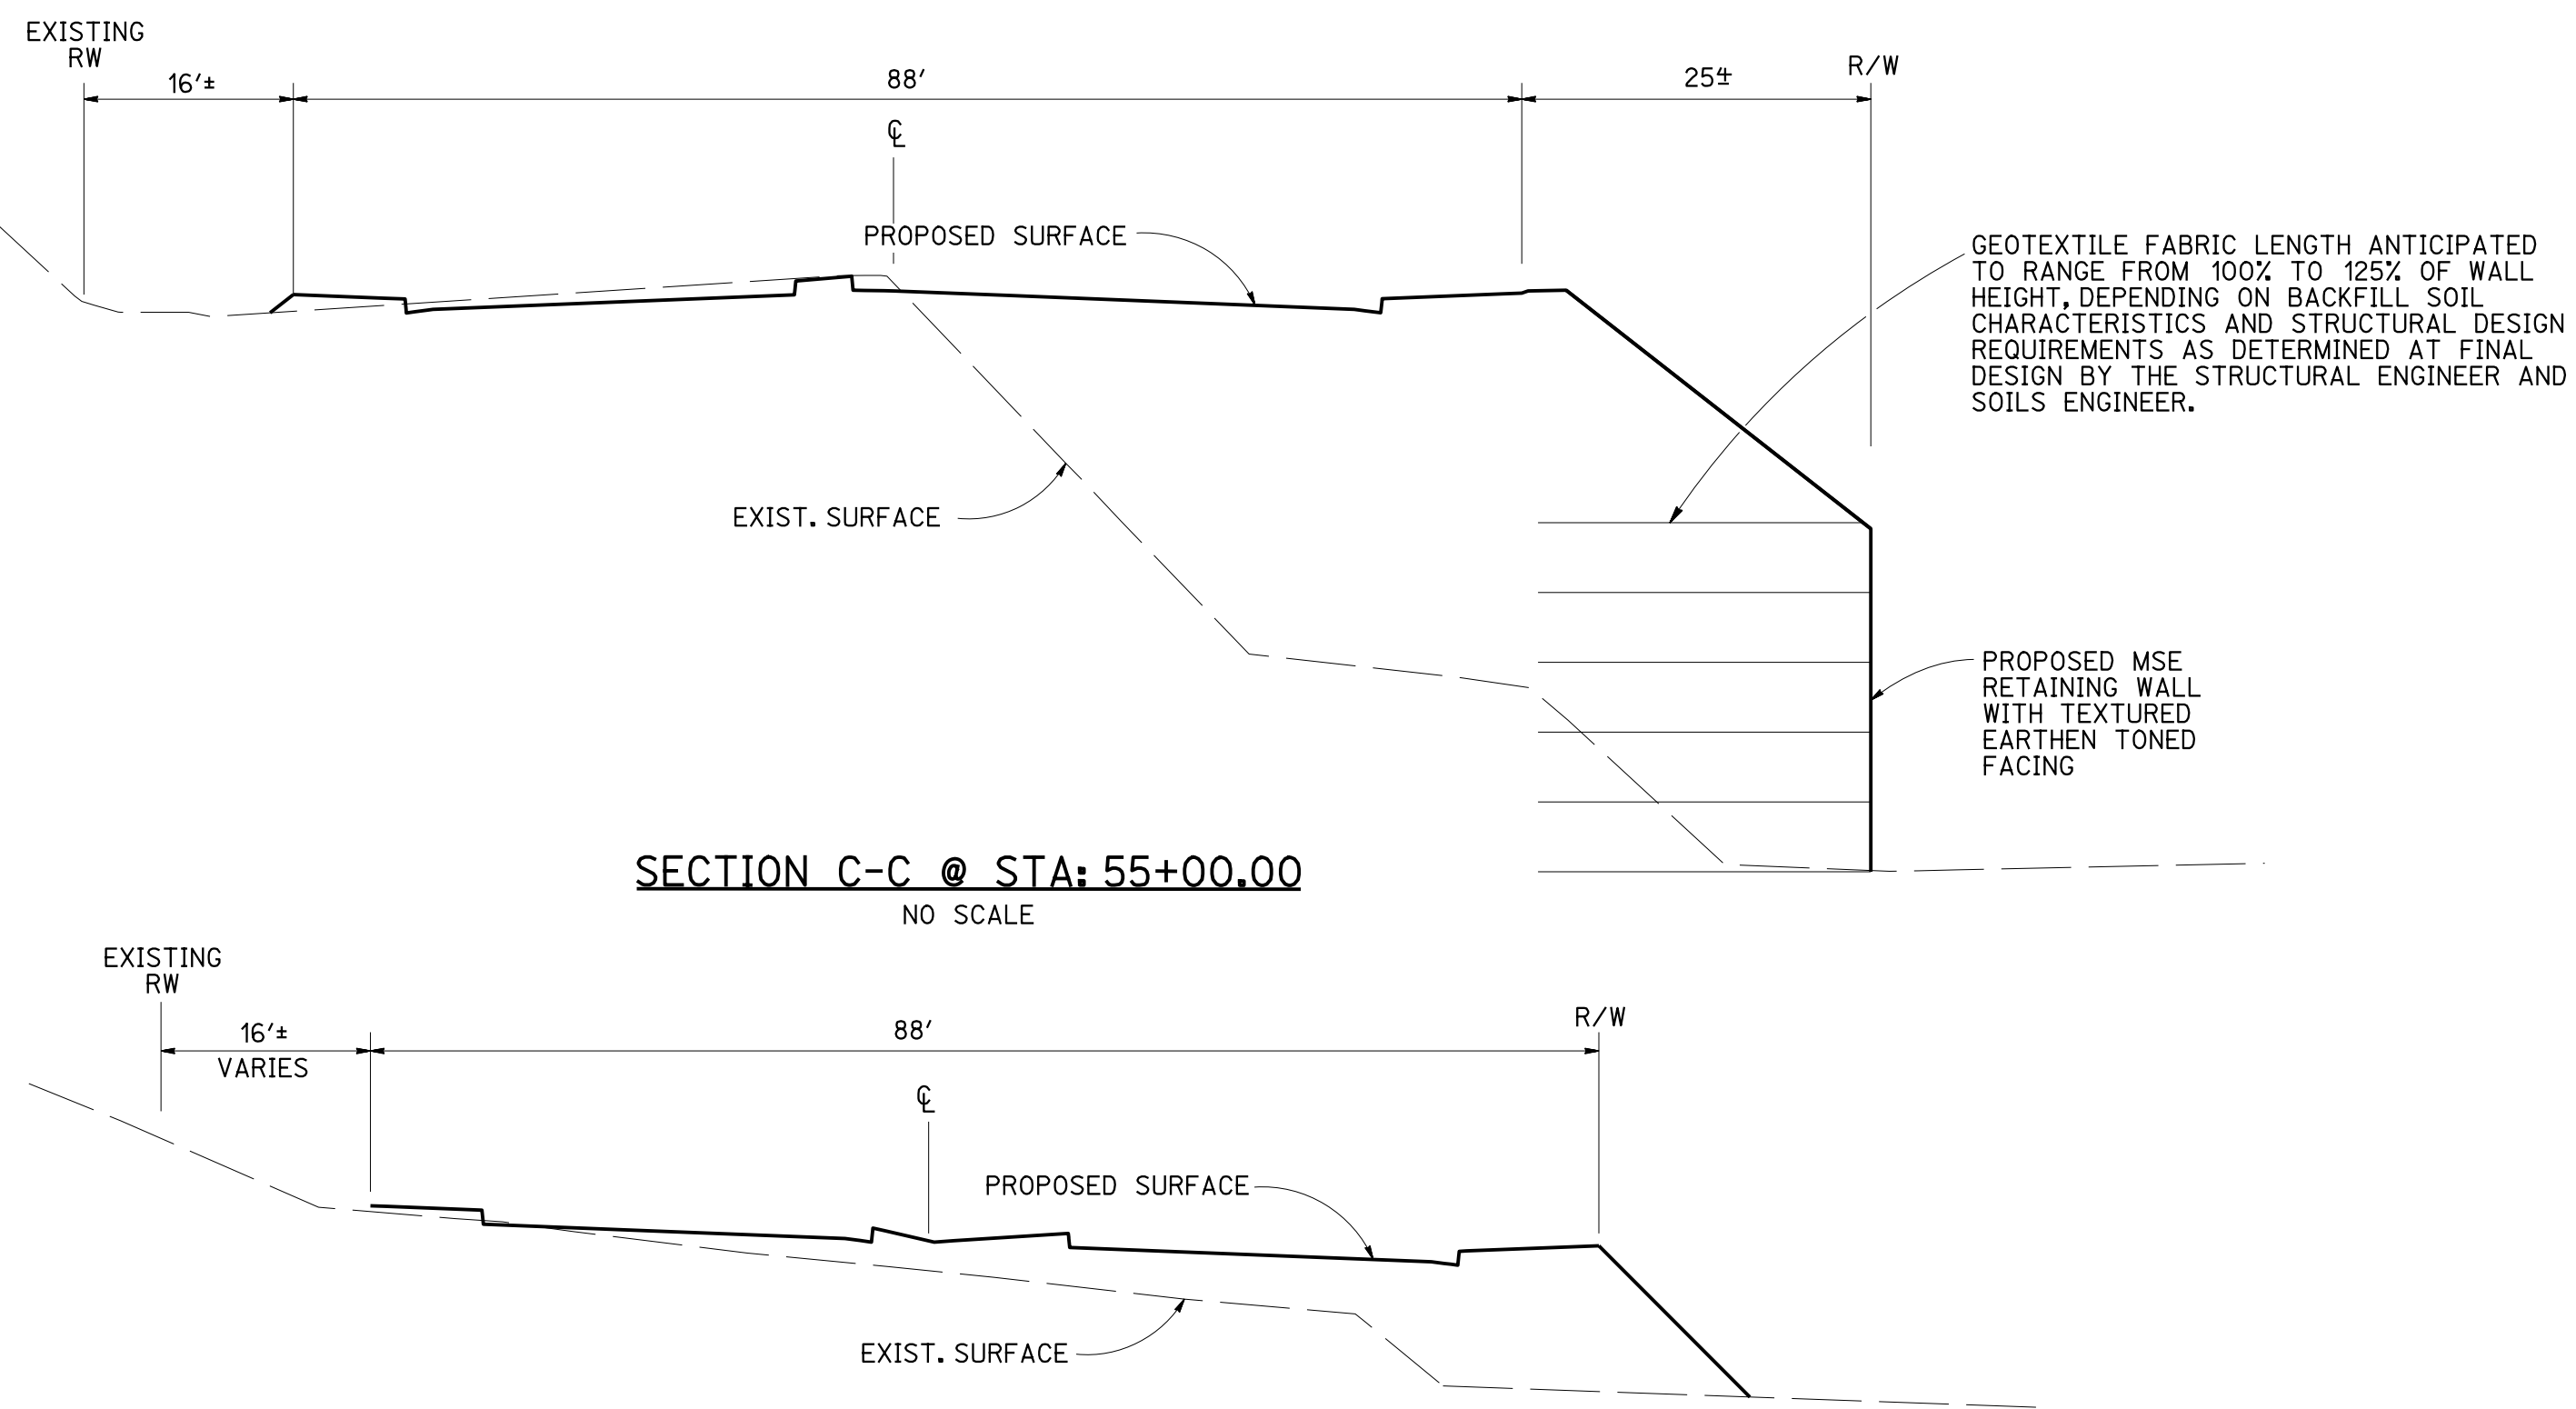 EXISTING
RW
16'±
88'
25'±
R/W
℄
PROPOSED SURFACE
GEOTEXTILE FABRIC LENGTH ANTICIPATED
TO RANGE FROM 100% TO 125% OF WALL
HEIGHT, DEPENDING ON BACKFILL SOIL
CHARACTERISTICS AND STRUCTURAL DESIGN
REQUIREMENTS AS DETERMINED AT FINAL
DESIGN BY THE STRUCTURAL ENGINEER AND
SOILS ENGINEER.
EXIST. SURFACE
PROPOSED MSE
RETAINING WALL
WITH TEXTURED
EARTHEN TONED
FACING
SECTION C-C @ STA: 55+00.00
NO SCALE
EXISTING
RW
16'±
VARIES
88'
R/W
℄
PROPOSED SURFACE
EXIST. SURFACE